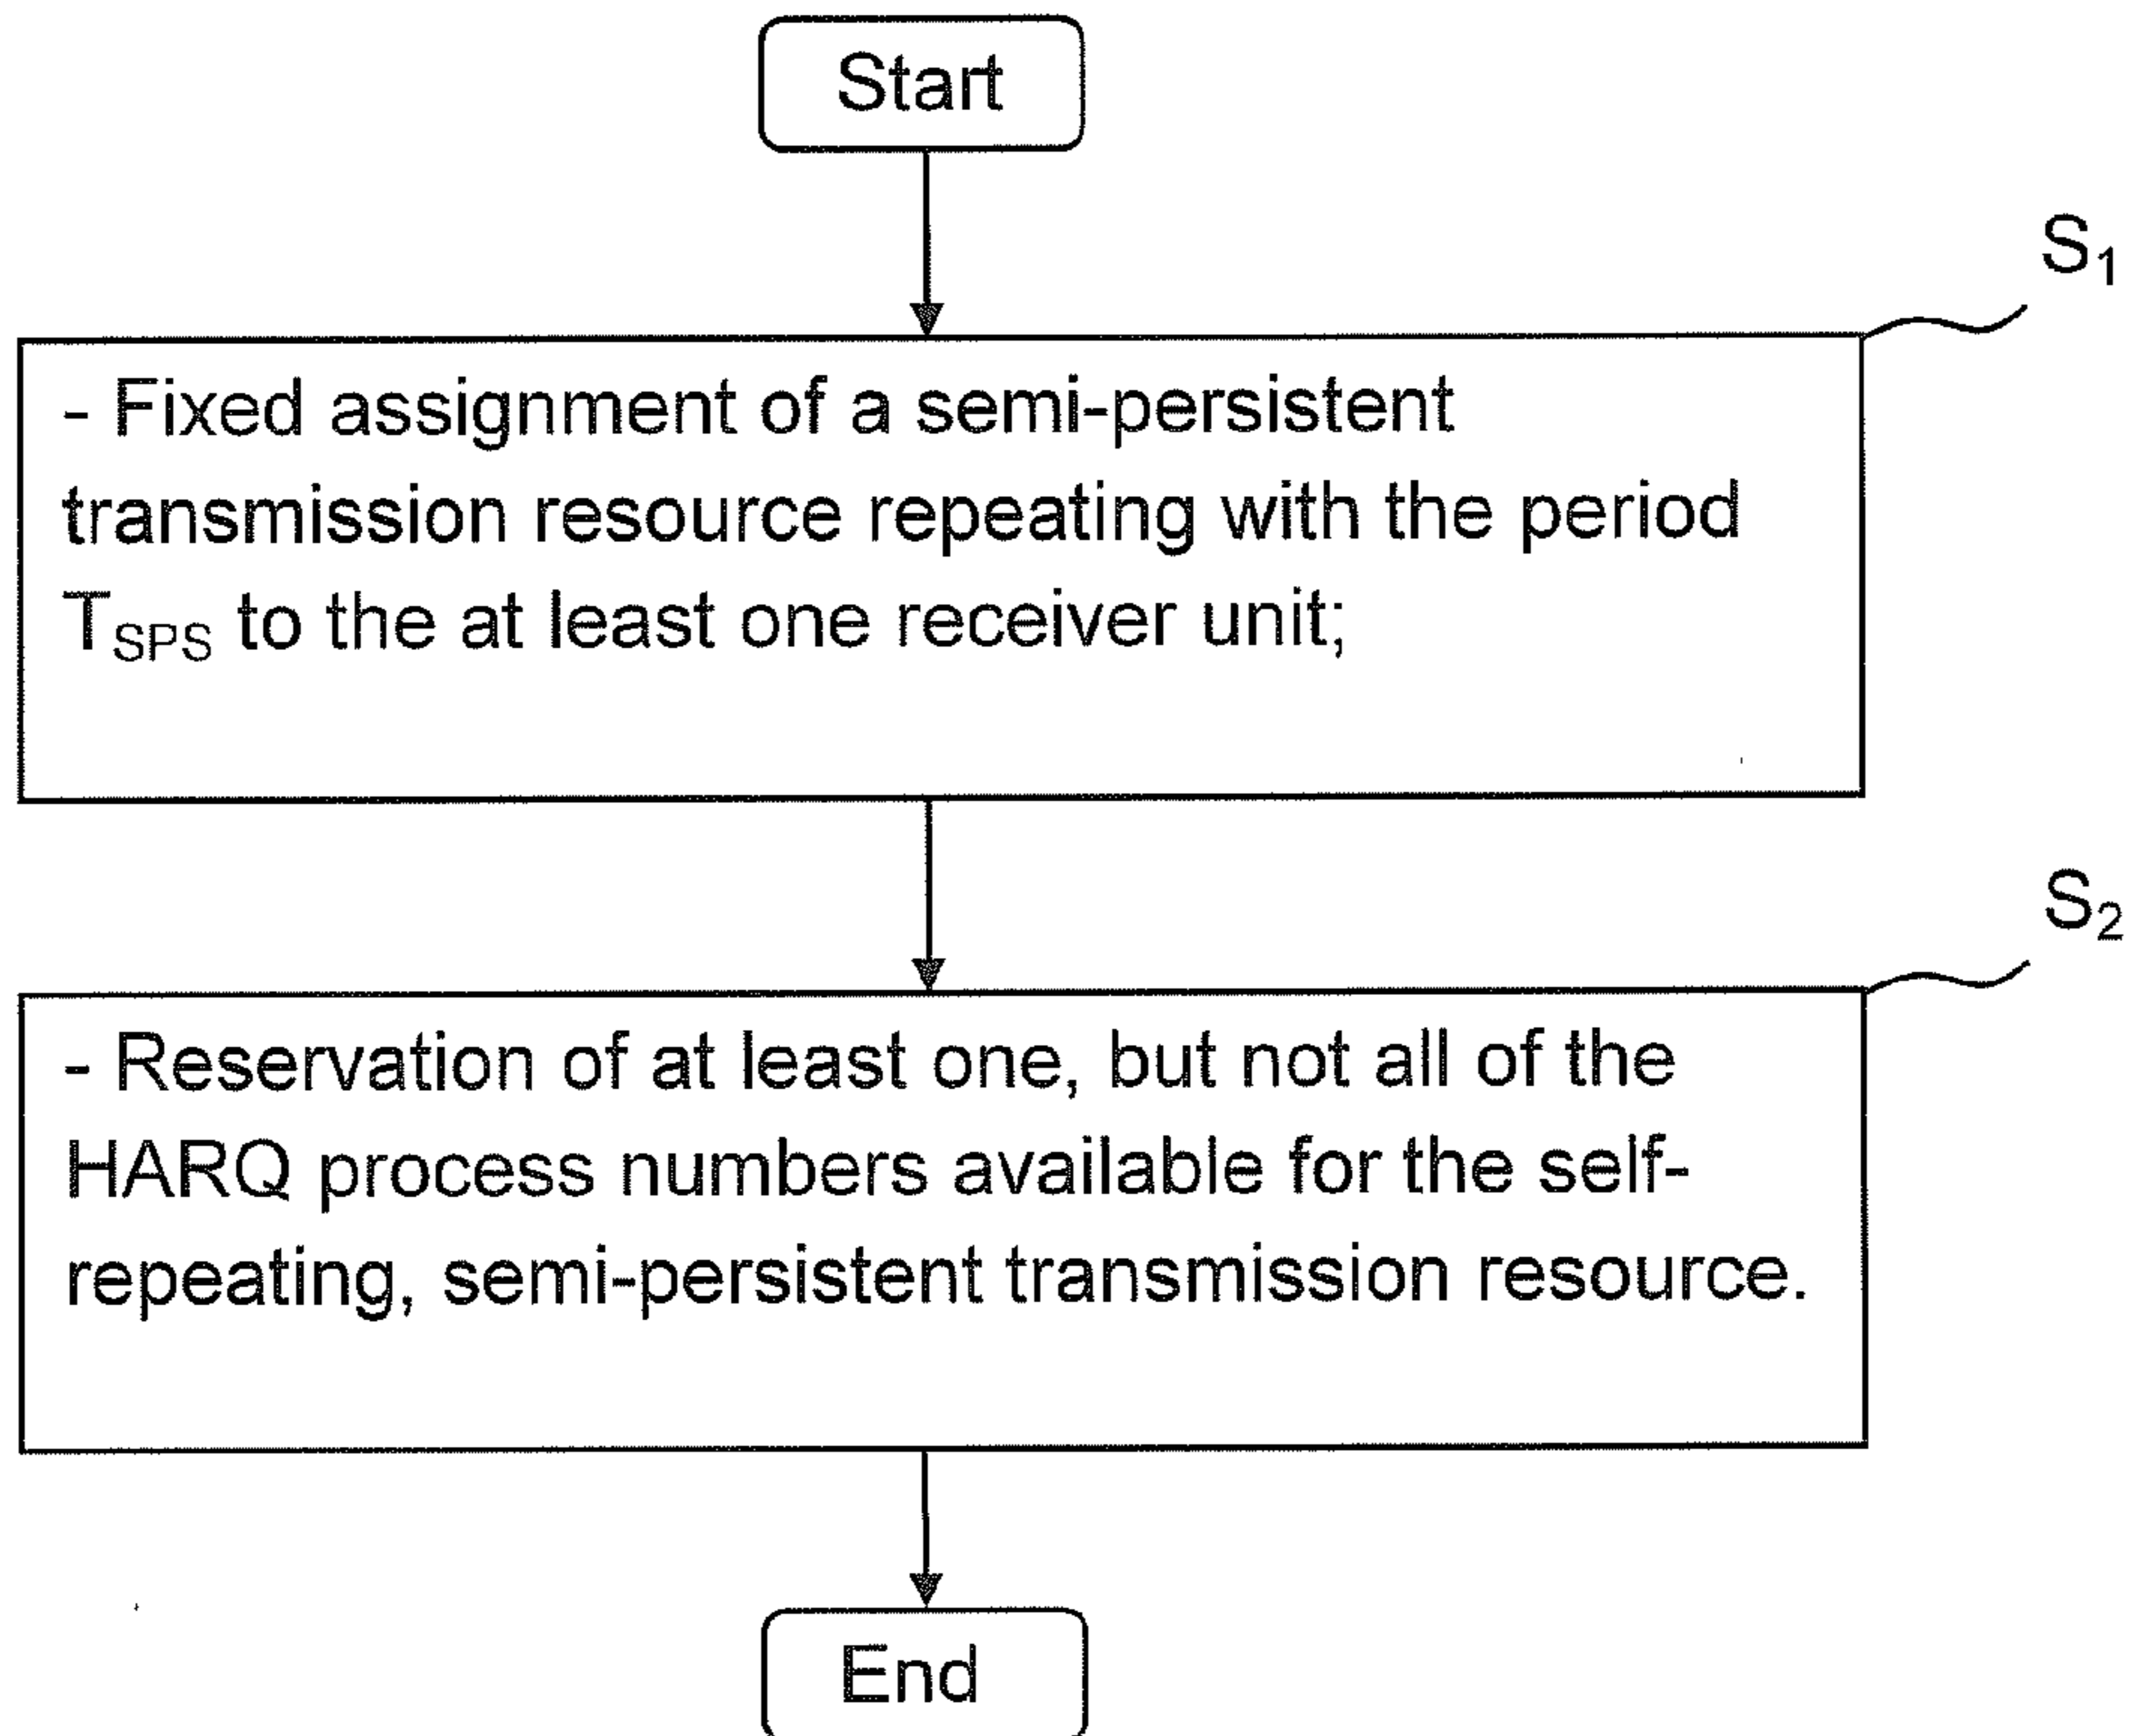 Start
S₁
- Fixed assignment of a semi-persistent
transmission resource repeating with the period
T_SPS to the at least one receiver unit;
S₂
- Reservation of at least one, but not all of the
HARQ process numbers available for the self-
repeating, semi-persistent transmission resource.
End